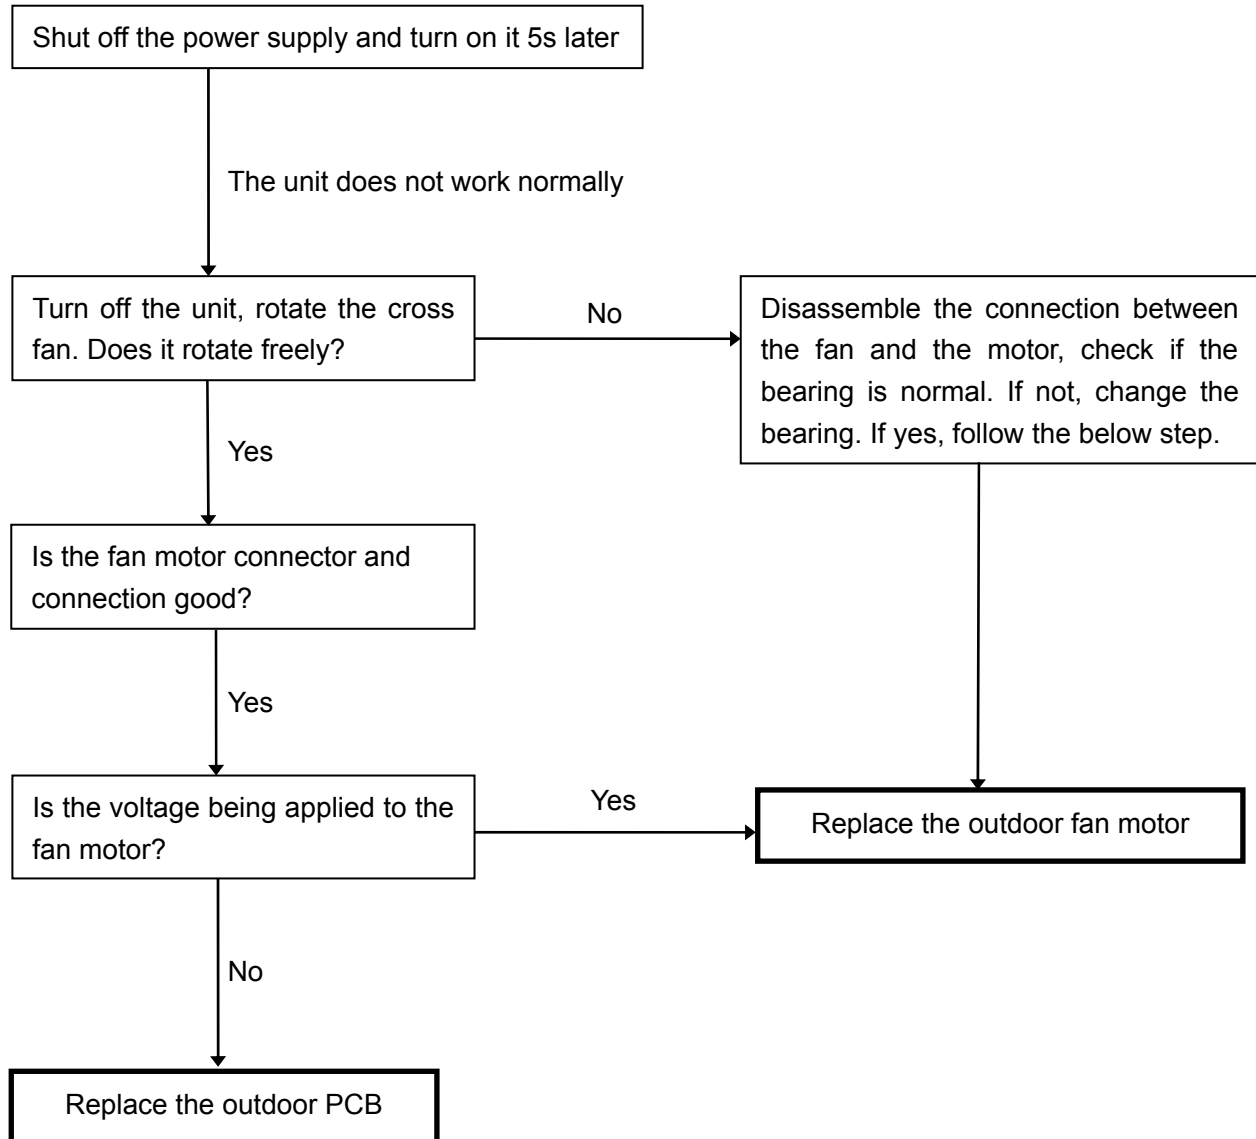 Shut off the power supply and turn on it 5s later
The unit does not work normally
Turn off the unit, rotate the cross
fan. Does it rotate freely?
No
Disassemble the connection between
the fan and the motor, check if the
bearing is normal. If not, change the
bearing. If yes, follow the below step.
Yes
Is the fan motor connector and
connection good?
Yes
Is the voltage being applied to the
fan motor?
Yes
Replace the outdoor fan motor
No
Replace the outdoor PCB